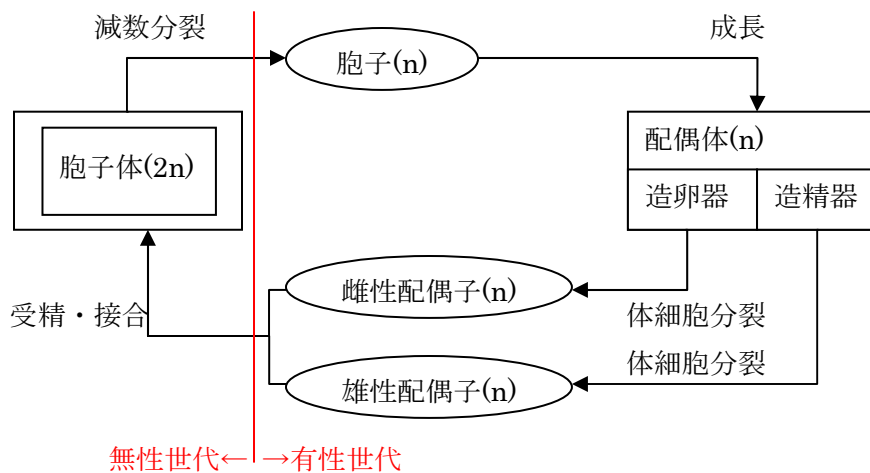 減数分裂
胞子(n)
成長
胞子体(2n)
配偶体(n)
造卵器
造精器
雌性配偶子(n)
受精・接合
体細胞分裂
体細胞分裂
雄性配偶子(n)
無性世代← →有性世代